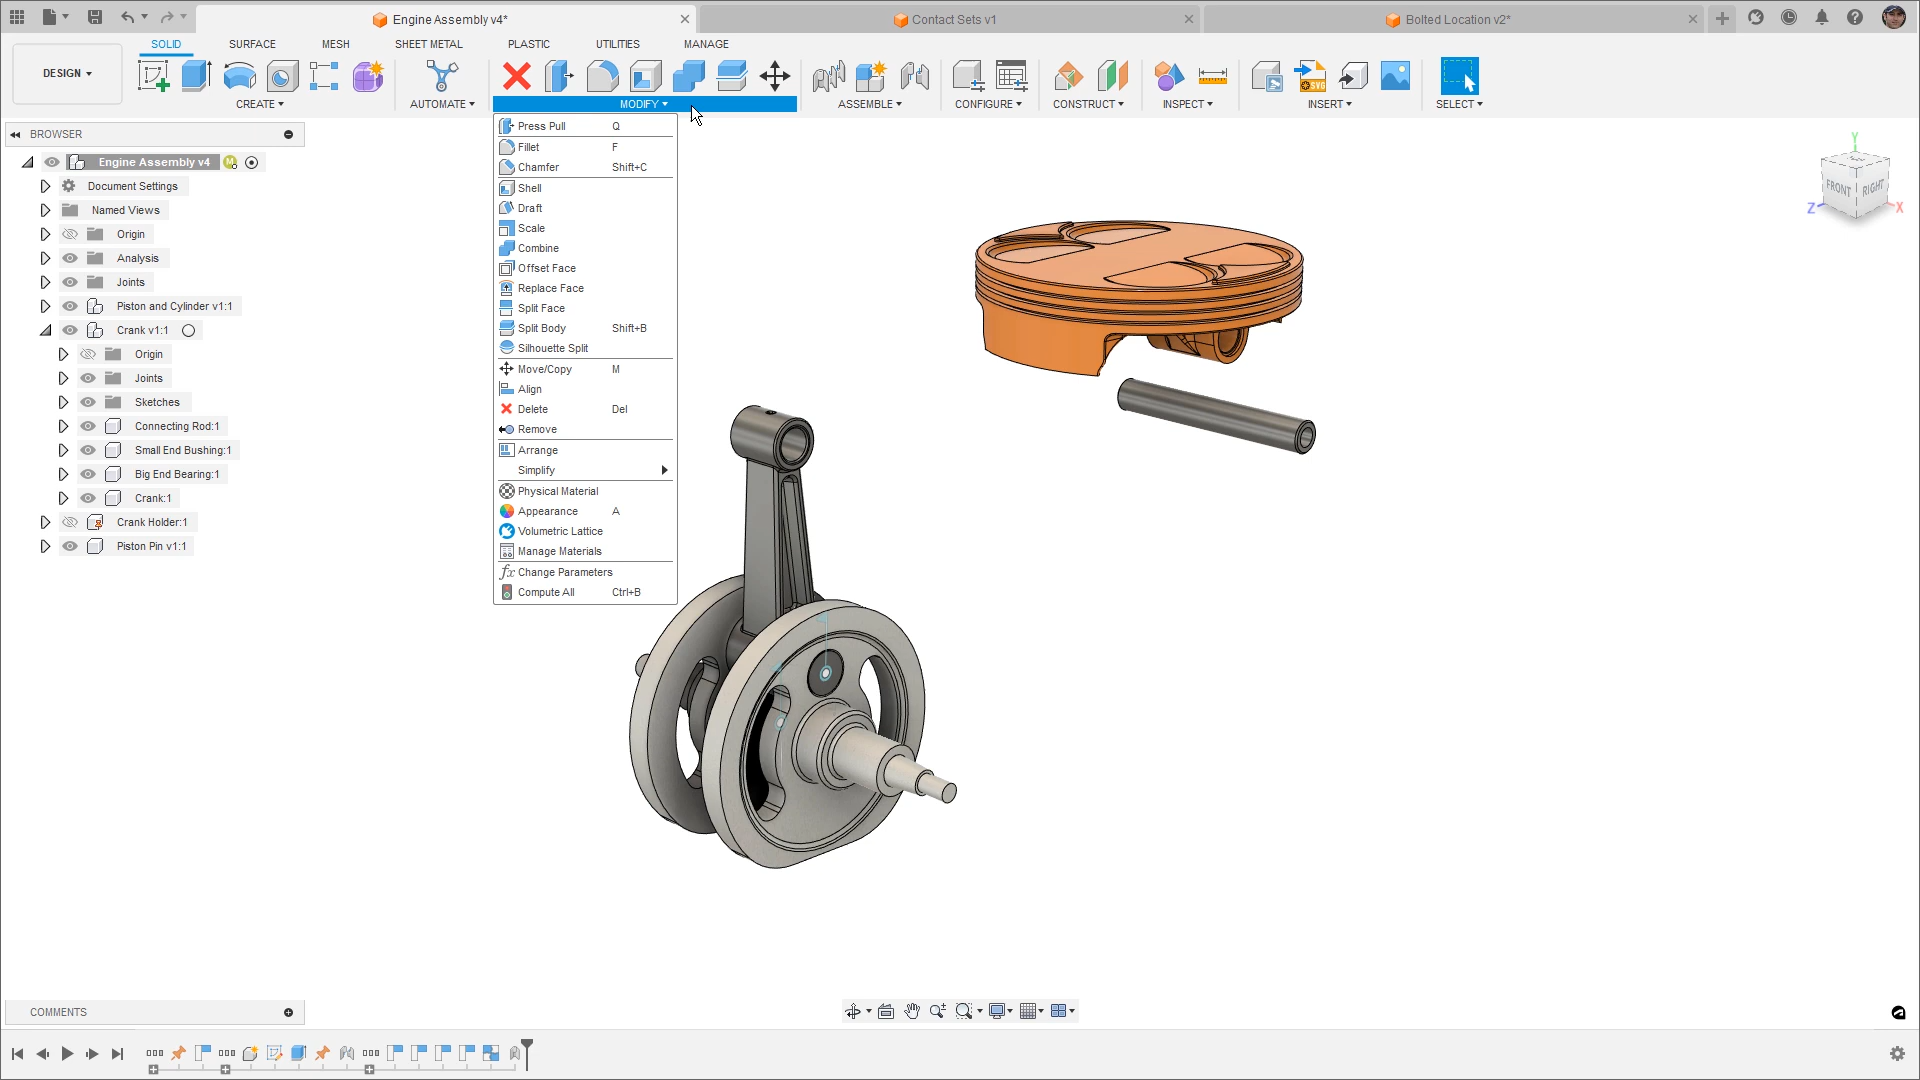 Engine Assembly v4*
Contact Sets v1
Bolted Location v2*
DESIGN
SOLID
SURFACE
MESH
SHEET METAL
PLASTIC
UTILITIES
MANAGE
CREATE
AUTOMATE
MODIFY
ASSEMBLE
CONFIGURE
CONSTRUCT
INSPECT
SVG
INSERT
SELECT
BROWSER
Engine Assembly v4
M
Document Settings
Named Views
Origin
Analysis
Joints
Piston and Cylinder v1:1
Crank v1:1
Origin
Joints
Sketches
Connecting Rod:1
Small End Bushing:1
Big End Bearing:1
Crank:1
Crank Holder:1
Piston Pin v1:1
Press Pull Q
Fillet F
Chamfer Shift+C
Shell
Draft
Scale
Combine
Offset Face
Replace Face
Split Face
Split Body Shift+B
Silhouette Split
Move/Copy M
Align
Delete Del
Remove
Arrange
Simplify
Physical Material
Appearance A
Volumetric Lattice
Manage Materials
fx Change Parameters
Compute All Ctrl+B
Y
FRONT
RIGHT
Z
X
COMMENTS